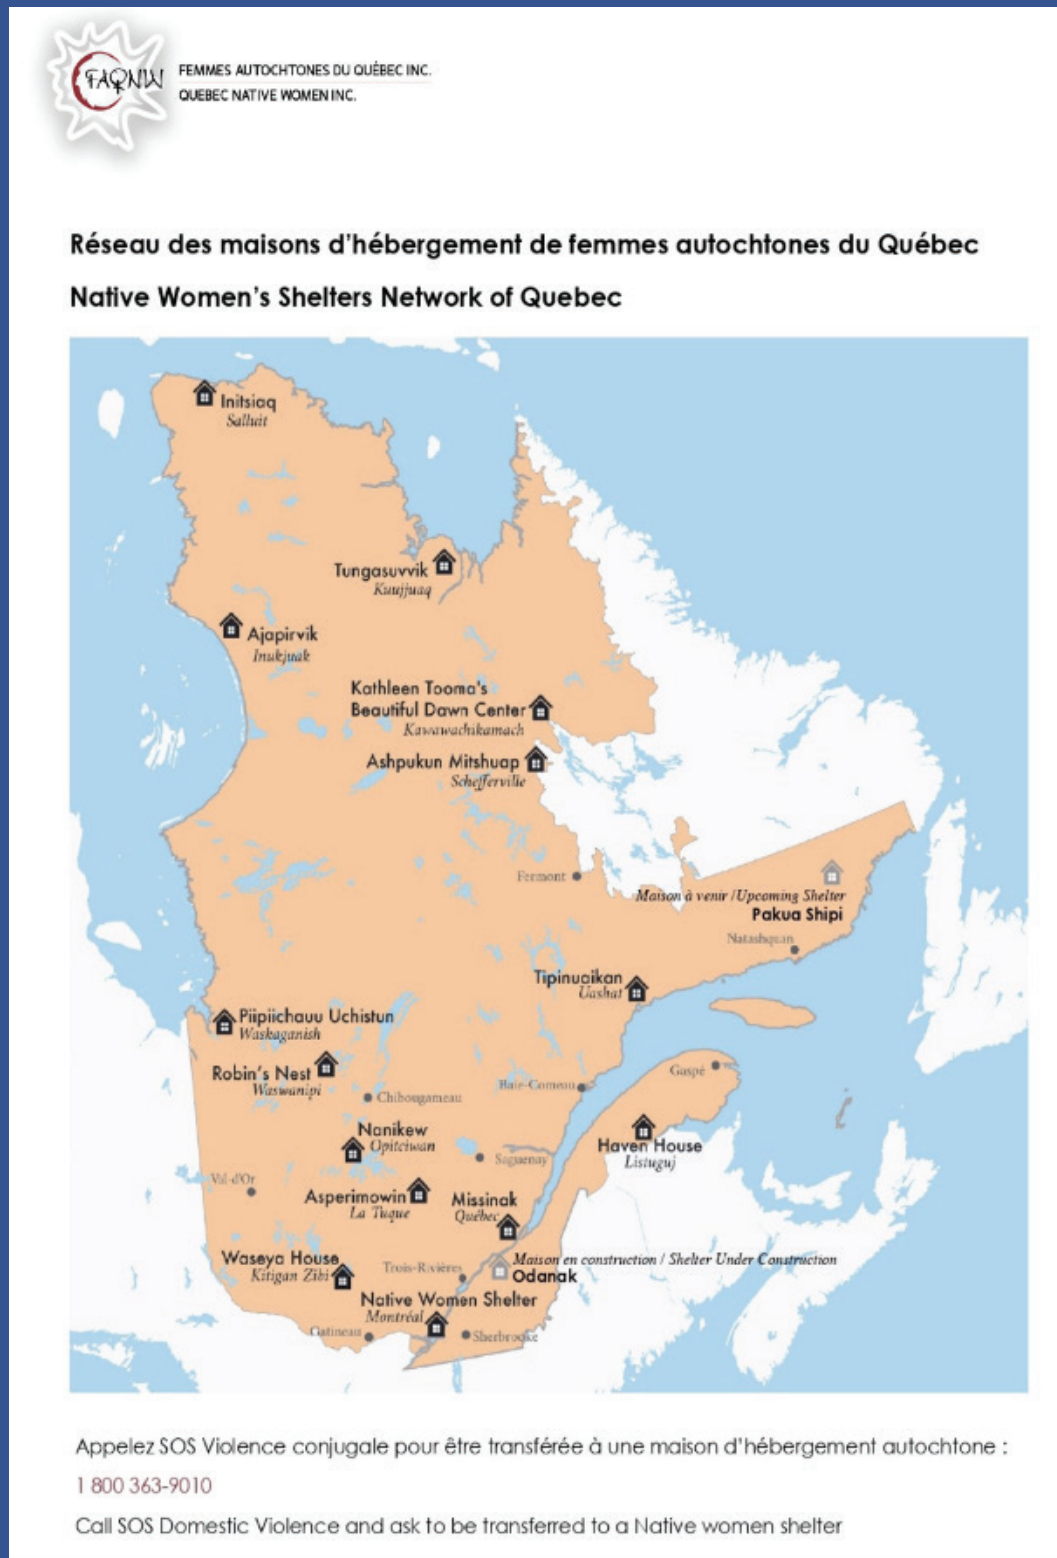 FAQNW
FEMMES AUTOCHTONES DU QUÉBEC INC.
QUEBEC NATIVE WOMEN INC.
Réseau des maisons d'hébergement de femmes autochtones du Québec
Native Women's Shelters Network of Quebec
Initsiaq
Salluit
Tungasuvvik
Kuujjuaq
Ajapirvik
Inukjuak
Kathleen Tooma's
Beautiful Dawn Center
Kawawachikamach
Ashpukun Mitshuap
Schefferville
Fermont
Maison à venir /Upcoming Shelter
Pakua Shipi
Natashquan
Tipinuaikan
Uashat
Piipiichauu Uchistun
Waskaganish
Robin's Nest
Waswanipi
Chibougameau
Baie-Comeau
Gaspé
Nanikew
Opitciwan
Saguenay
Haven House
Listuguj
Val-d'Or
Asperimowin
La Tuque
Missinak
Québec
Waseya House
Kitigan Zibi
Trois-Rivières
Maison en construction / Shelter Under Construction
Odanak
Native Women Shelter
Montréal
Gatineau
Sherbrooke
Appelez SOS Violence conjugale pour être transférée à une maison d'hébergement autochtone :
1 800 363-9010
Call SOS Domestic Violence and ask to be transferred to a Native women shelter